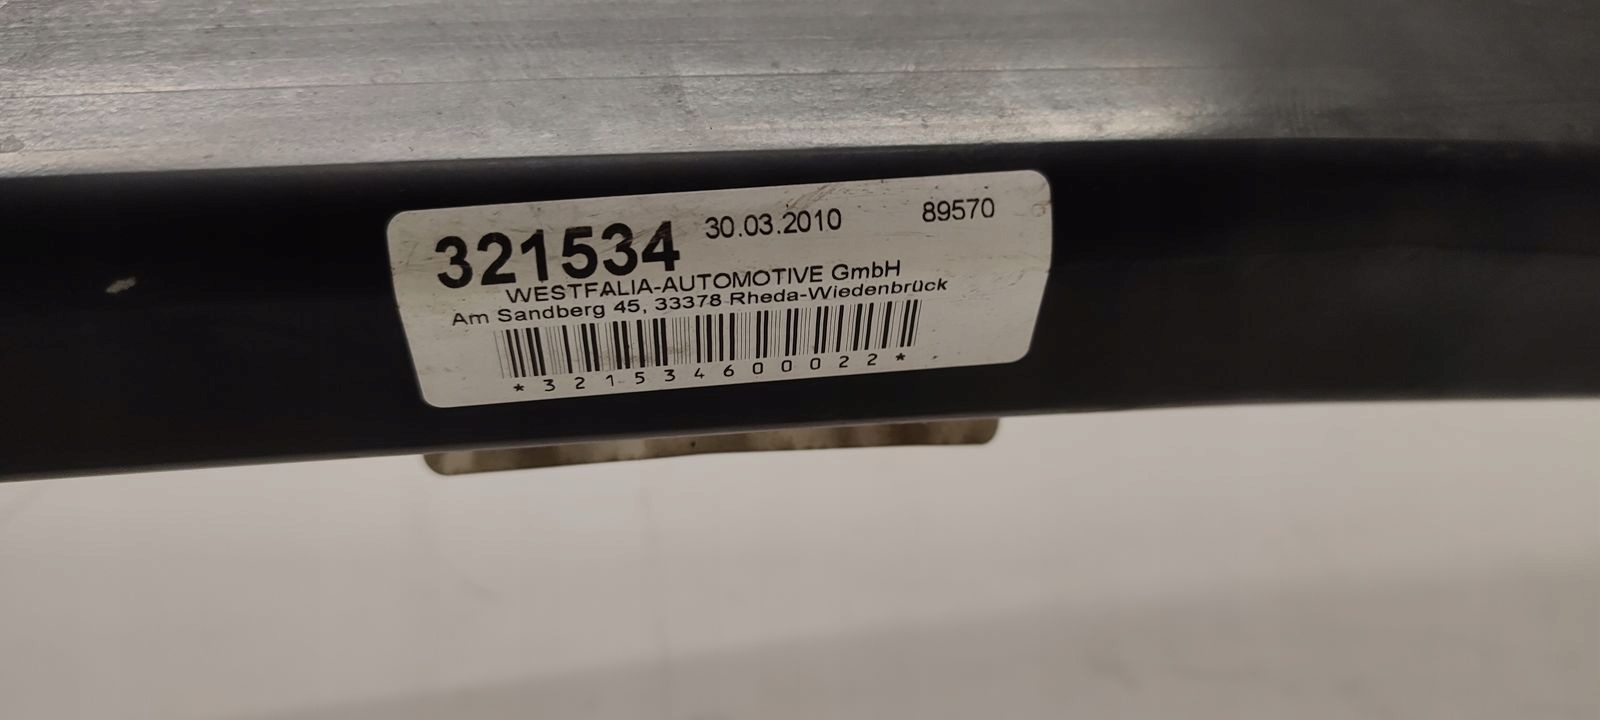 321534 30.03.2010 89570
WESTFALIA-AUTOMOTIVE GmbH
Am Sandberg 45, 33378 Rheda-Wiedenbrück
*321534600022*